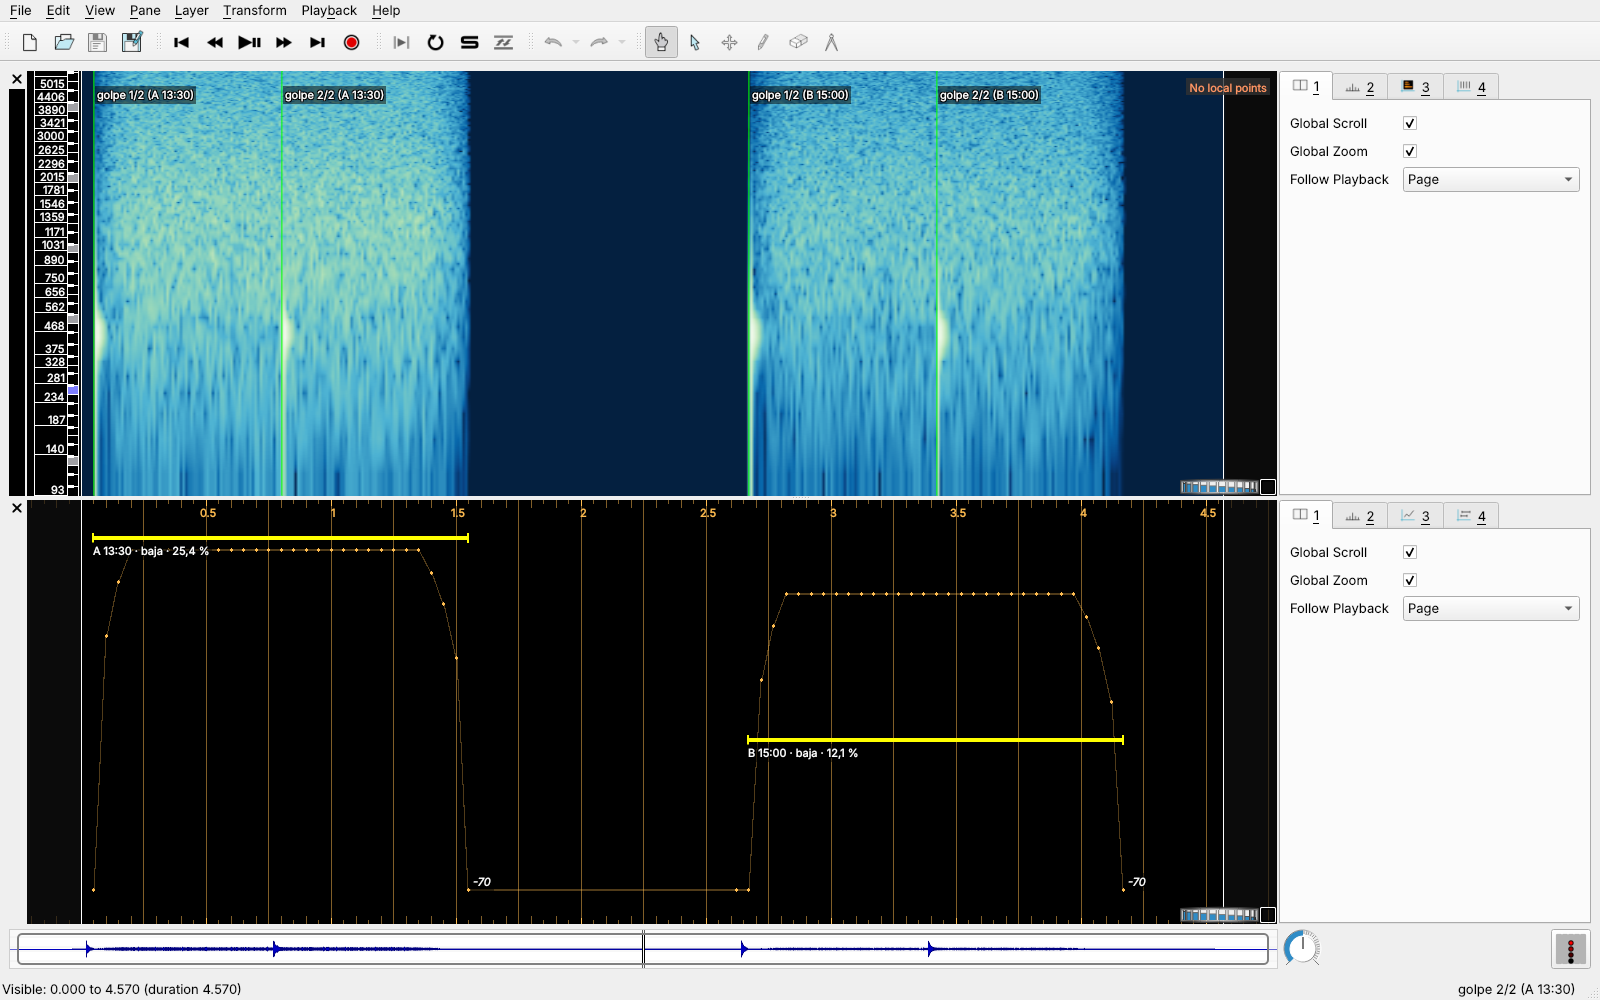 File Edit View Pane Layer Transform Playback Help
5015
4406
3890
3421
3000
2625
2296
2015
1781
1546
1359
1171
1031
890
750
656
562
468
375
328
281
234
187
140
93
golpe 1/2 (A 13:30)
golpe 2/2 (A 13:30)
golpe 1/2 (B 15:00)
golpe 2/2 (B 15:00)
No local points
1 2 3 4
Global Scroll
Global Zoom
Follow Playback Page
0.5 1 1.5 2 2.5 3 3.5 4 4.5
A 13:30 · baja · 25,4 %
B 15:00 · baja · 12,1 %
-70
-70
1 2 3 4
Global Scroll
Global Zoom
Follow Playback Page
Visible: 0.000 to 4.570 (duration 4.570)
golpe 2/2 (A 13:30)